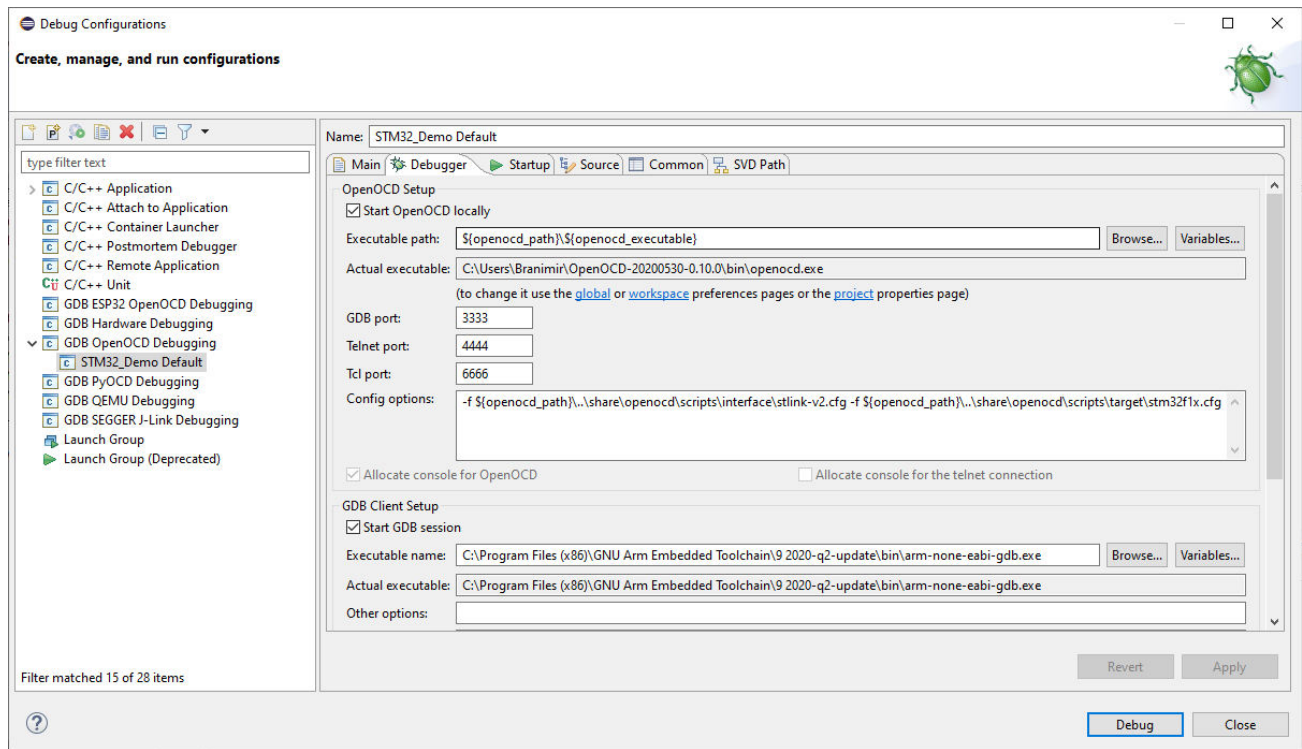 Debug Configurations
Create, manage, and run configurations
type filter text
C/C++ Application
C/C++ Attach to Application
C/C++ Container Launcher
C/C++ Postmortem Debugger
C/C++ Remote Application
C/C++ Unit
GDB ESP32 OpenOCD Debugging
GDB Hardware Debugging
GDB OpenOCD Debugging
STM32_Demo Default
GDB PyOCD Debugging
GDB QEMU Debugging
GDB SEGGER J-Link Debugging
Launch Group
Launch Group (Deprecated)
Filter matched 15 of 28 items
Name: STM32_Demo Default
Main Debugger Startup Source Common SVD Path
OpenOCD Setup
Start OpenOCD locally
Executable path: ${openocd_path}\${openocd_executable} Browse... Variables...
Actual executable: C:\Users\Branimir\OpenOCD-20200530-0.10.0\bin\openocd.exe
(to change it use the global or workspace preferences pages or the project properties page)
GDB port: 3333
Telnet port: 4444
Tcl port: 6666
Config options: -f ${openocd_path}\..\share\openocd\scripts\interface\stlink-v2.cfg -f ${openocd_path}\..\share\openocd\scripts\target\stm32f1x.cfg
Allocate console for OpenOCD Allocate console for the telnet connection
GDB Client Setup
Start GDB session
Executable name: C:\Program Files (x86)\GNU Arm Embedded Toolchain\9 2020-q2-update\bin\arm-none-eabi-gdb.exe Browse... Variables...
Actual executable: C:\Program Files (x86)\GNU Arm Embedded Toolchain\9 2020-q2-update\bin\arm-none-eabi-gdb.exe
Other options:
Revert Apply
Debug Close